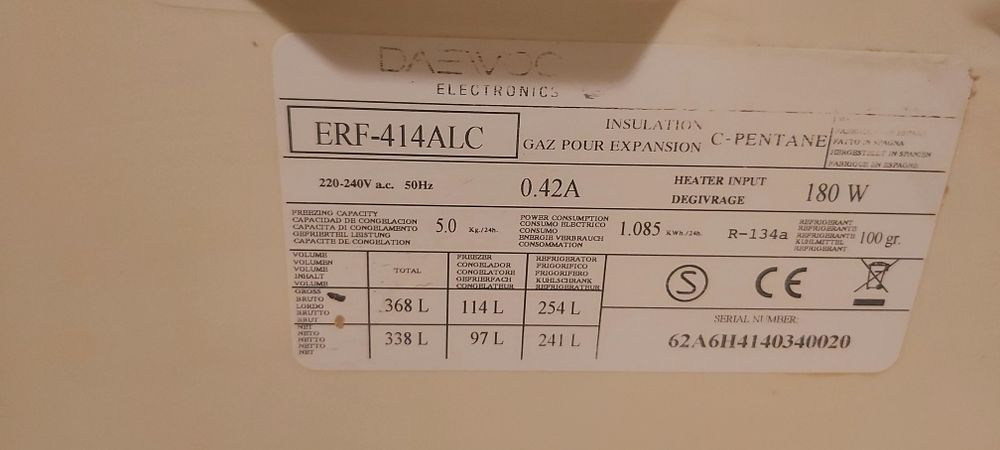 DAEWOO
ELECTRONICS
ERF-414ALC
INSULATION
GAZ POUR EXPANSION
C-PENTANE
FATTO IN SPAGNA
HERGESTELLT IN SPANIEN
FABRIQUE EN ESPAGNE
220-240V a.c. 50Hz
0.42A
HEATER INPUT
DEGIVRAGE
180 W
FREEZING CAPACITY
CAPACIDAD DE CONGELACION
CAPACITA DI CONGELAMENTO
GEFRIERTEIL LEISTUNG
CAPACITE DE CONGELATION
5.0 Kg./24h.
POWER CONSUMPTION
CONSUMO ELECTRICO
CONSUMO
ENERGIE VERBRAUCH
CONSOMMATION
1.085 KWh /24h.
R-134a
REFRIGERANT
REFRIGERANTE
REFRIGERANTE
KUHLMITTEL
REFRIGERANT
100 gr.
VOLUME
VOLUMEN
VOLUME
INHALT
VOLUME
TOTAL
FREEZER
CONGELADOR
CONGELATORE
GEFRIERFACH
CONGELATEUR
REFRIGERATOR
FRIGORIFICO
FRIGORIFERO
KUHLSCHRANK
REFRIGERATEUR
GROSS
BRUTO
LORDO
BRUTTO
BRUT
368 L
114 L
254 L
NET
NETO
NETTO
NETTO
NET
338 L
97 L
241 L
S
CE
SERIAL NUMBER:
62A6H4140340020